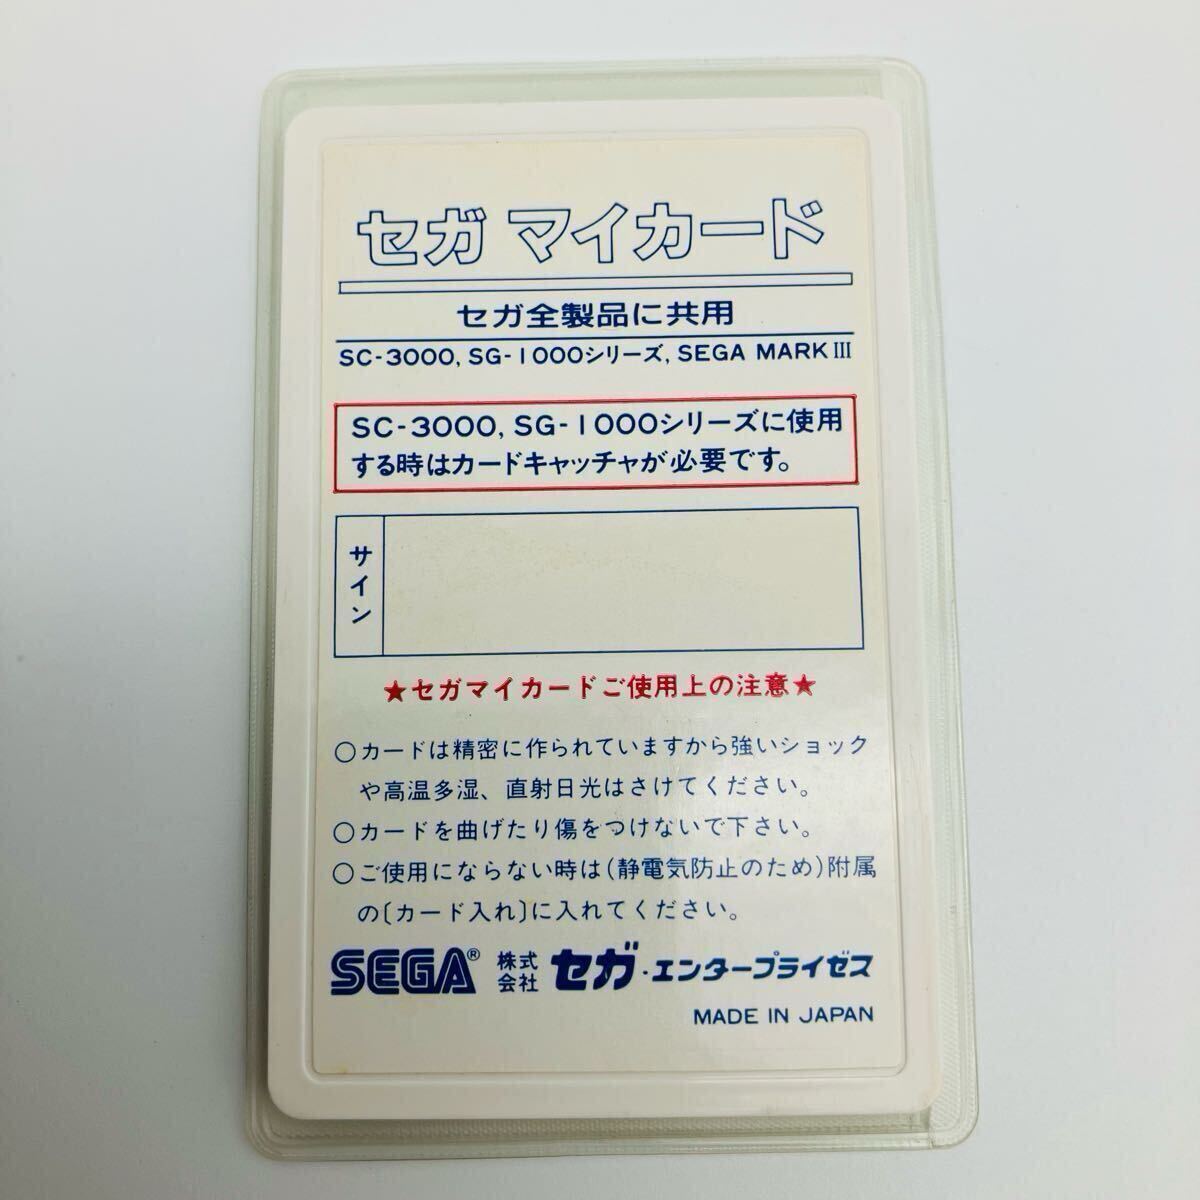 セガ マイカード
セガ全製品に共用
SC-3000, SG-1000シリーズ, SEGA MARK III
SC-3000, SG-1000シリーズに使用
する時はカードキャッチャが必要です。
サイン
★セガマイカードご使用上の注意★
○カードは精密に作られていますから強いショック
や高温多湿、直射日光はさけてください。
○カードを曲げたり傷をつけないで下さい。
○ご使用にならない時は(静電気防止のため)附属
の〔カード入れ〕に入れてください。
SEGA® 株式会社 セガ・エンタープライゼス
MADE IN JAPAN